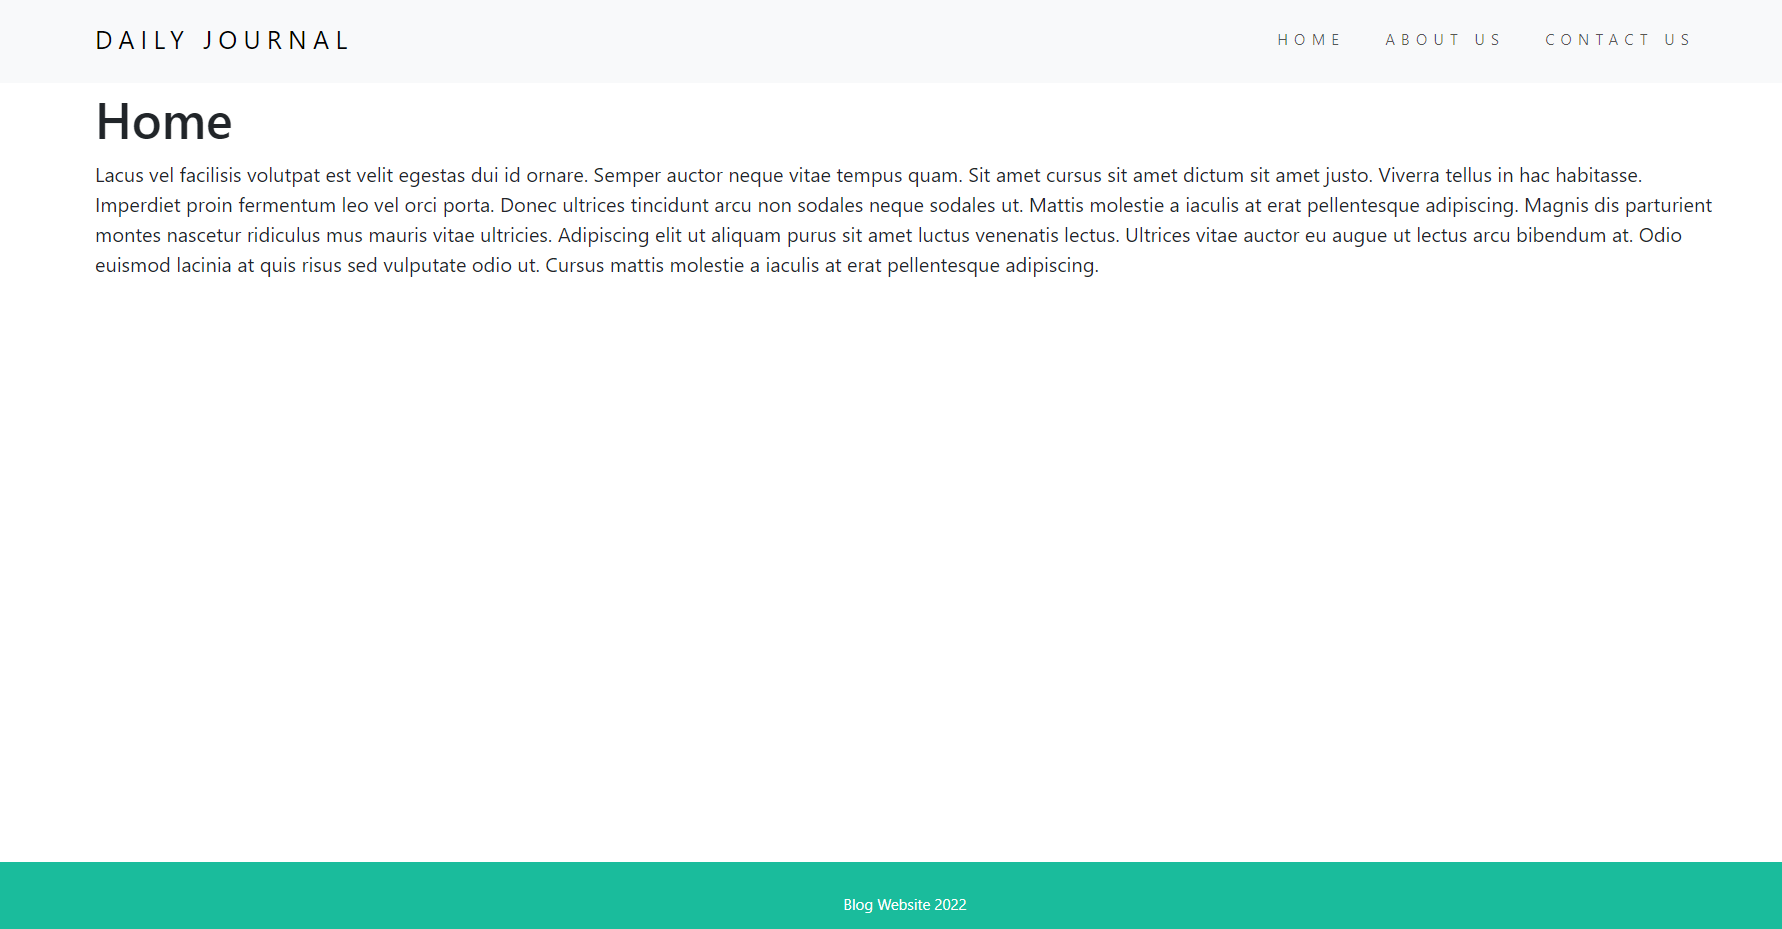 DAILY JOURNAL
HOME ABOUT US CONTACT US
Home
Lacus vel facilisis volutpat est velit egestas dui id ornare. Semper auctor neque vitae tempus quam. Sit amet cursus sit amet dictum sit amet justo. Viverra tellus in hac habitasse.
Imperdiet proin fermentum leo vel orci porta. Donec ultrices tincidunt arcu non sodales neque sodales ut. Mattis molestie a iaculis at erat pellentesque adipiscing. Magnis dis parturient
montes nascetur ridiculus mus mauris vitae ultricies. Adipiscing elit ut aliquam purus sit amet luctus venenatis lectus. Ultrices vitae auctor eu augue ut lectus arcu bibendum at. Odio
euismod lacinia at quis risus sed vulputate odio ut. Cursus mattis molestie a iaculis at erat pellentesque adipiscing.
Blog Website 2022